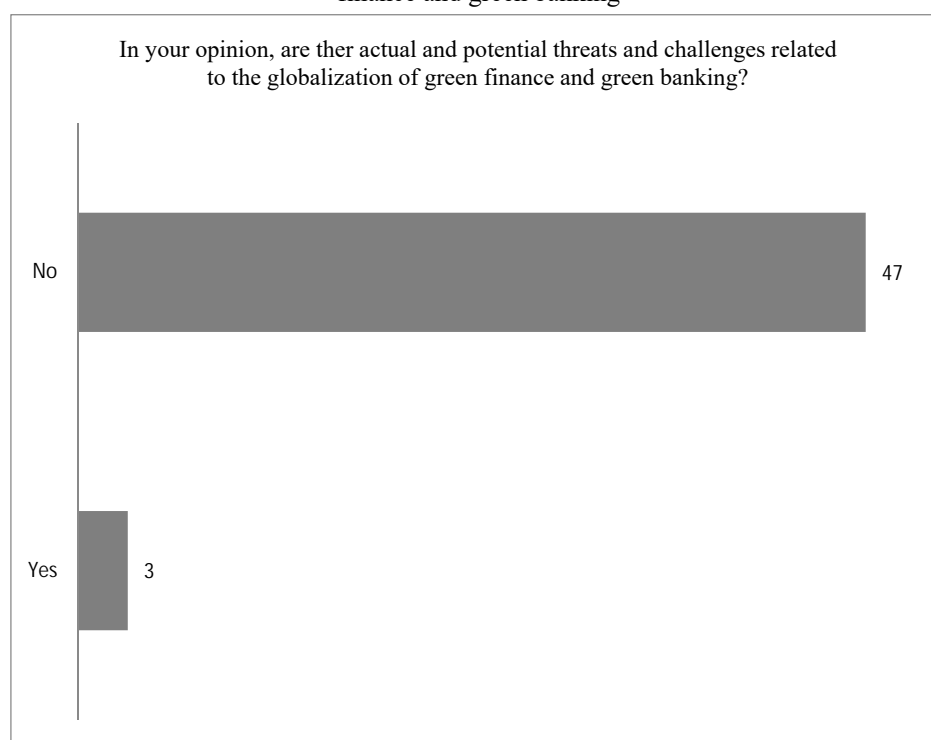 finance and green banking
In your opinion, are ther actual and potential threats and challenges related
to the globalization of green finance and green banking?
No
47
Yes
3